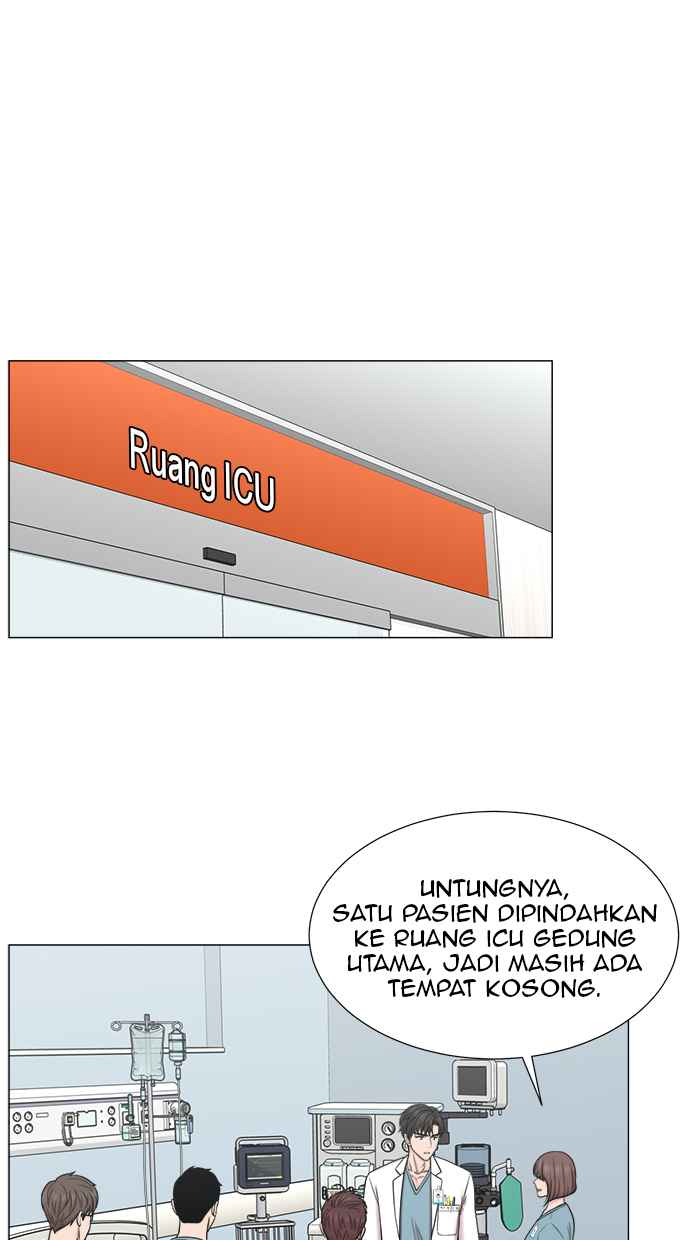 Ruang ICU
UNTUNGNYA,
SATU PASIEN DIPINDAHKAN
KE RUANG ICU GEDUNG
UTAMA, JADI MASIH ADA
TEMPAT KOSONG.